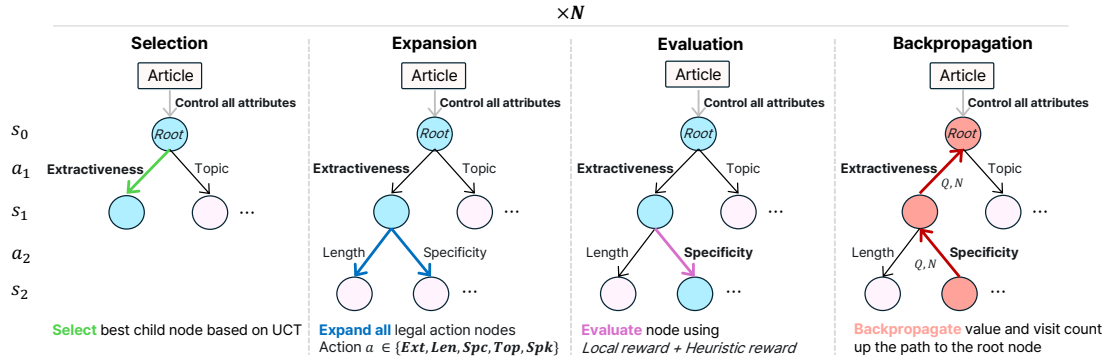 ×N
Selection
Expansion
Evaluation
Backpropagation
Article
Article
Article
Article
Control all attributes
Control all attributes
Control all attributes
Control all attributes
s0
Root
Root
Root
Root
a1
Extractiveness
Topic
Extractiveness
Topic
Extractiveness
Topic
Extractiveness
Topic
Q, N
s1
...
...
...
...
a2
Length
Specificity
Length
Specificity
Length
Specificity
Q, N
s2
...
...
...
Select best child node based on UCT
Expand all legal action nodes
Action a ∈ {Ext, Len, Spc, Top, Spk}
Evaluate node using
Local reward + Heuristic reward
Backpropagate value and visit count
up the path to the root node